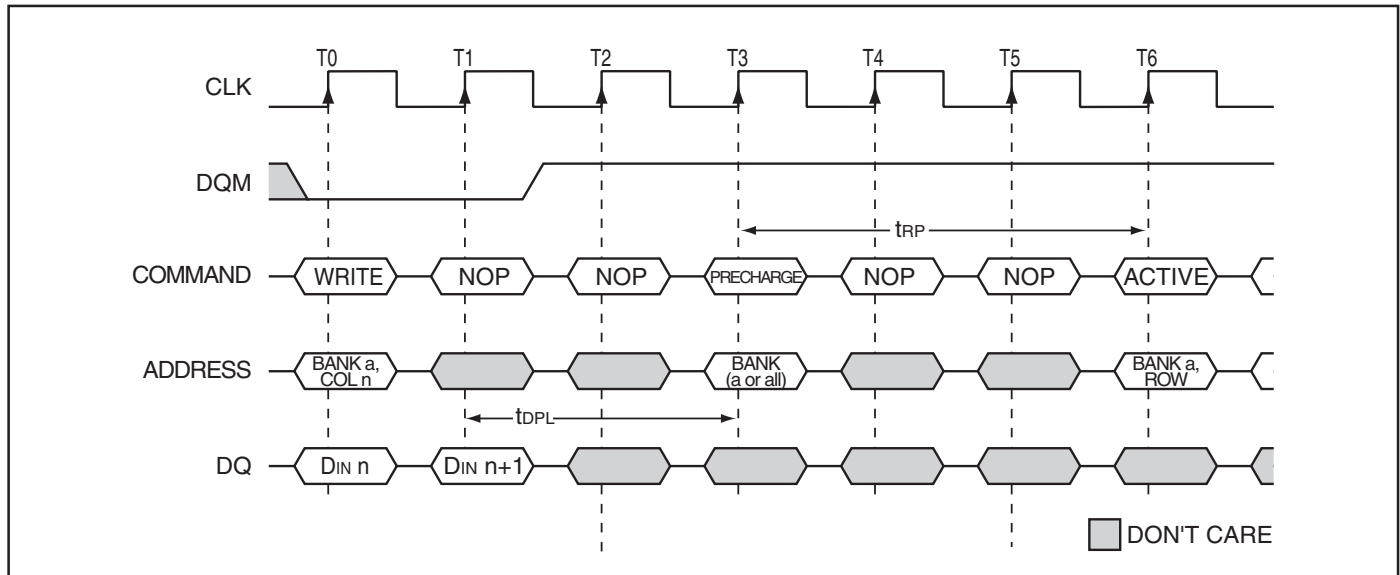 T0 T1 T2 T3 T4 T5 T6
CLK
DQM
tRP
COMMAND WRITE NOP NOP PRECHARGE NOP NOP ACTIVE
ADDRESS BANK a, COL n BANK (a or all) BANK a, ROW
tDPL
DQ DIN n DIN n+1
DON'T CARE